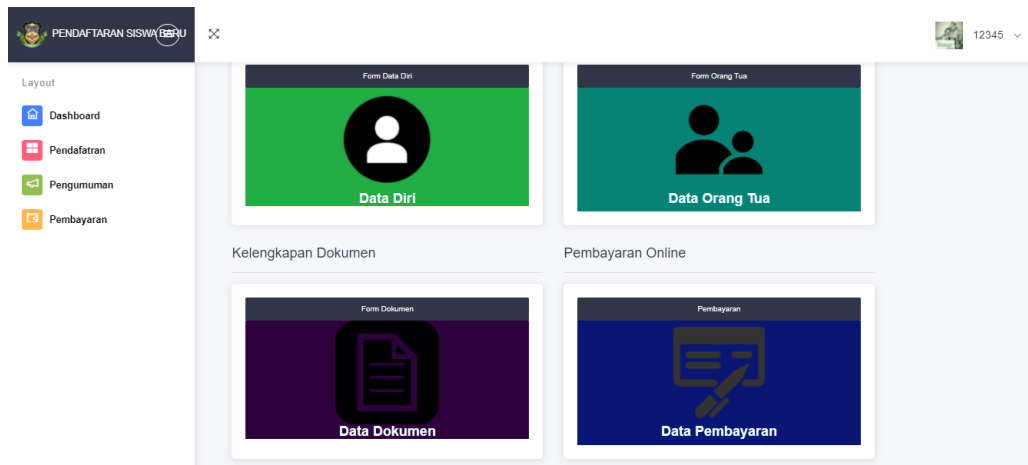 PENDAFTARAN SISWA BARU
12345
Layout
Dashboard
Pendafatran
Pengumuman
Pembayaran
Form Data Diri
Data Diri
Form Orang Tua
Data Orang Tua
Kelengkapan Dokumen
Pembayaran Online
Form Dokumen
Data Dokumen
Pembayaran
Data Pembayaran